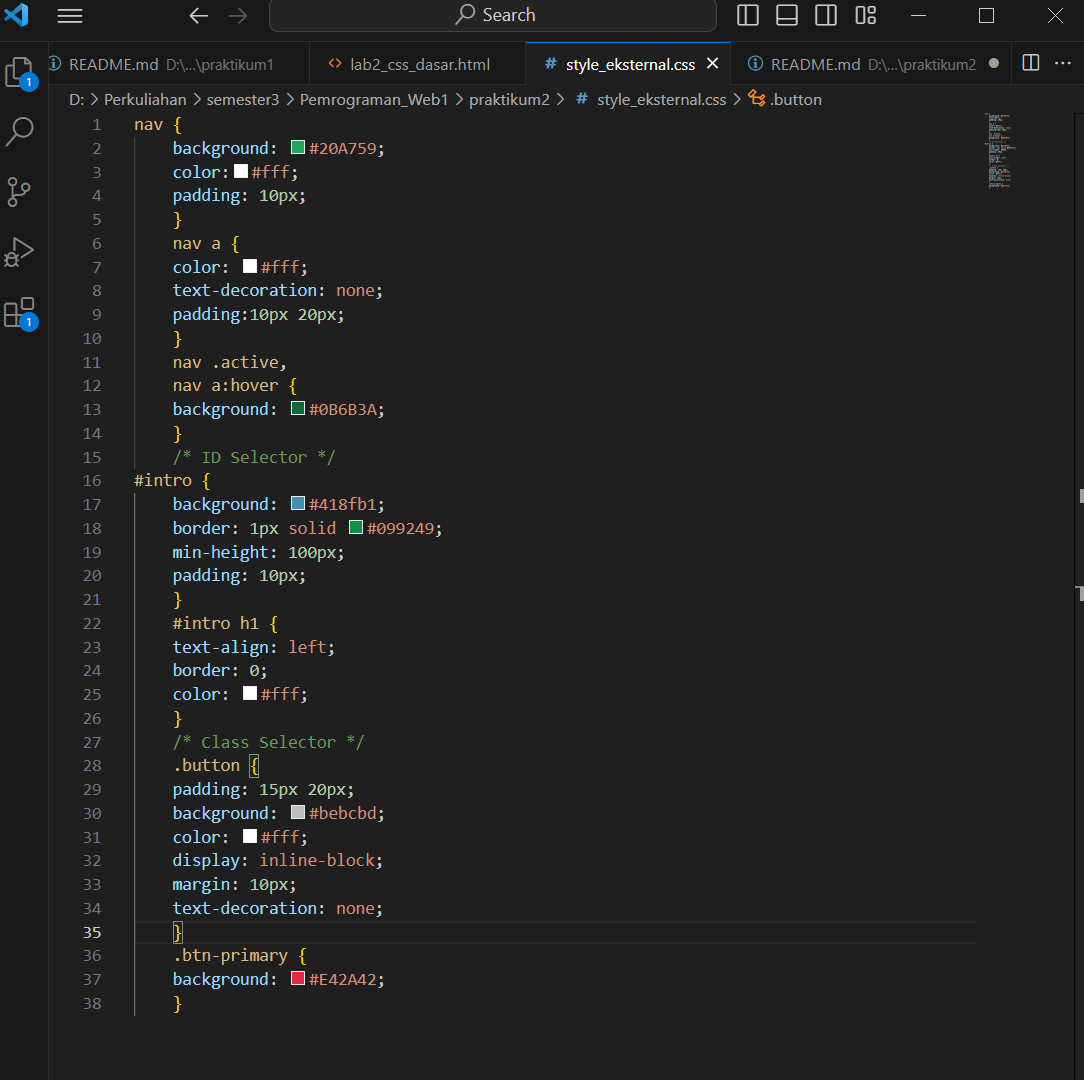 Search
README.md D:\...\praktikum1 lab2_css_dasar.html style_eksternal.css README.md D:\...\praktikum2
D: > Perkuliahan > semester3 > Pemrograman_Web1 > praktikum2 > # style_eksternal.css > .button
1 nav {
2 background: #20A759;
3 color: #fff;
4 padding: 10px;
5 }
6 nav a {
7 color: #fff;
8 text-decoration: none;
9 padding:10px 20px;
10 }
11 nav .active,
12 nav a:hover {
13 background: #0B6B3A;
14 }
15 /* ID Selector */
16 #intro {
17 background: #418fb1;
18 border: 1px solid #099249;
19 min-height: 100px;
20 padding: 10px;
21 }
22 #intro h1 {
23 text-align: left;
24 border: 0;
25 color: #fff;
26 }
27 /* Class Selector */
28 .button {
29 padding: 15px 20px;
30 background: #bebcbd;
31 color: #fff;
32 display: inline-block;
33 margin: 10px;
34 text-decoration: none;
35 }
36 .btn-primary {
37 background: #E42A42;
38 }
1
1